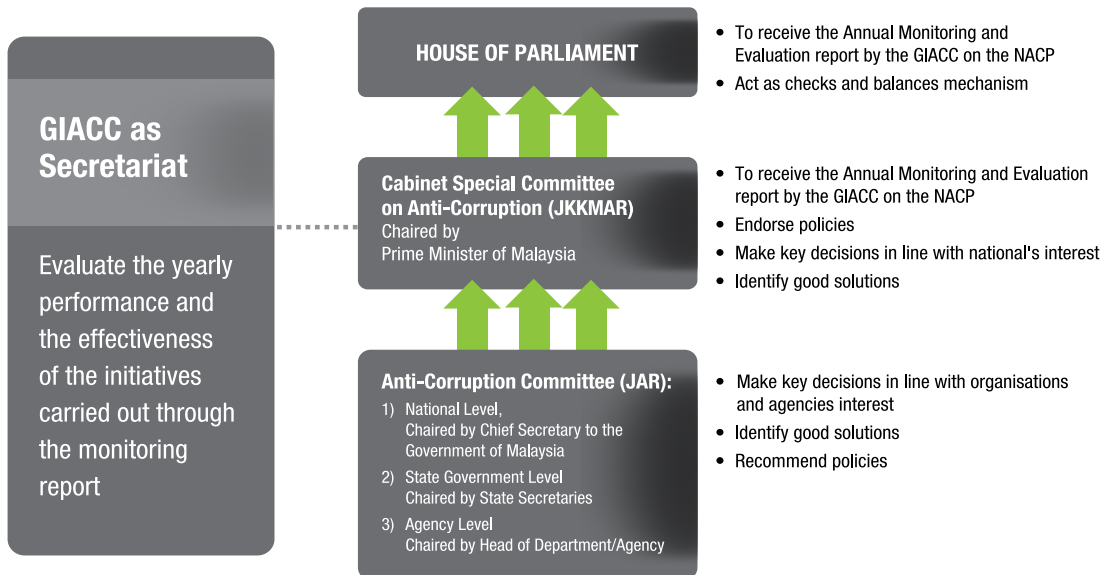 GIACC as
Secretariat
Evaluate the yearly
performance and
the effectiveness
of the initiatives
carried out through
the monitoring
report
HOUSE OF PARLIAMENT
• To receive the Annual Monitoring and
Evaluation report by the GIACC on the NACP
• Act as checks and balances mechanism
Cabinet Special Committee
on Anti-Corruption (JKKMAR)
Chaired by
Prime Minister of Malaysia
• To receive the Annual Monitoring and Evaluation
report by the GIACC on the NACP
• Endorse policies
• Make key decisions in line with national's interest
• Identify good solutions
Anti-Corruption Committee (JAR):
1) National Level,
Chaired by Chief Secretary to the
Government of Malaysia
2) State Government Level
Chaired by State Secretaries
3) Agency Level
Chaired by Head of Department/Agency
• Make key decisions in line with organisations
and agencies interest
• Identify good solutions
• Recommend policies